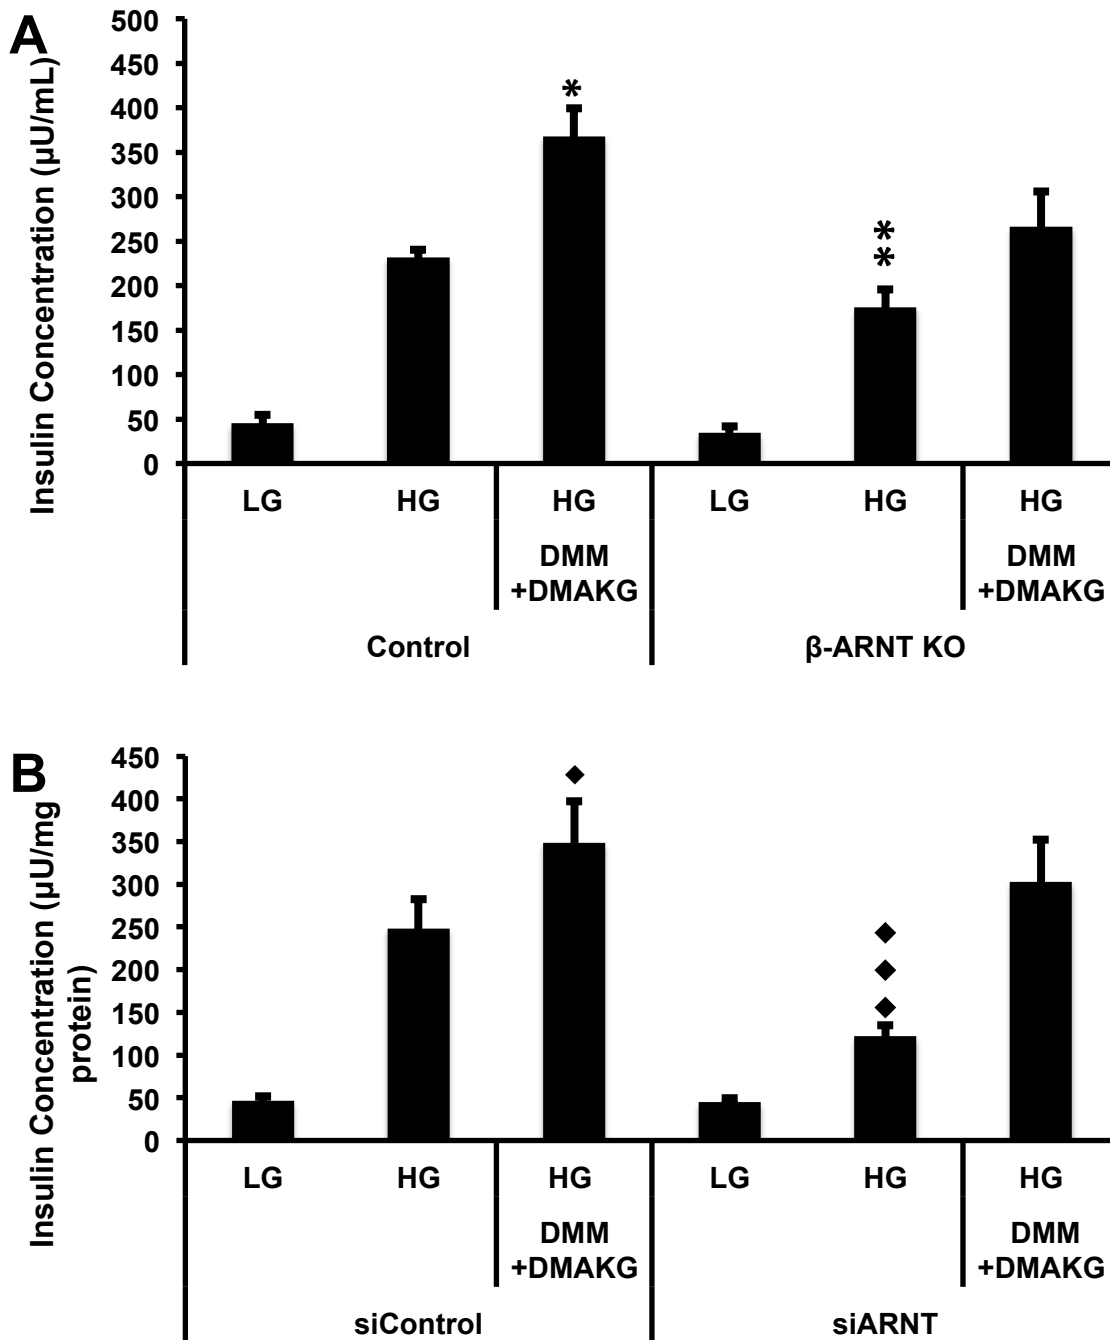 A
Insulin Concentration (µU/mL)
500
450
400
350
300
250
200
150
100
50
0
*
*
*
LG
HG
HG
LG
HG
HG
DMM
+DMAKG
DMM
+DMAKG
Control
β-ARNT KO
B
Insulin Concentration (µU/mg
protein)
450
400
350
300
250
200
150
100
50
0
LG
HG
HG
LG
HG
HG
DMM
+DMAKG
DMM
+DMAKG
siControl
siARNT